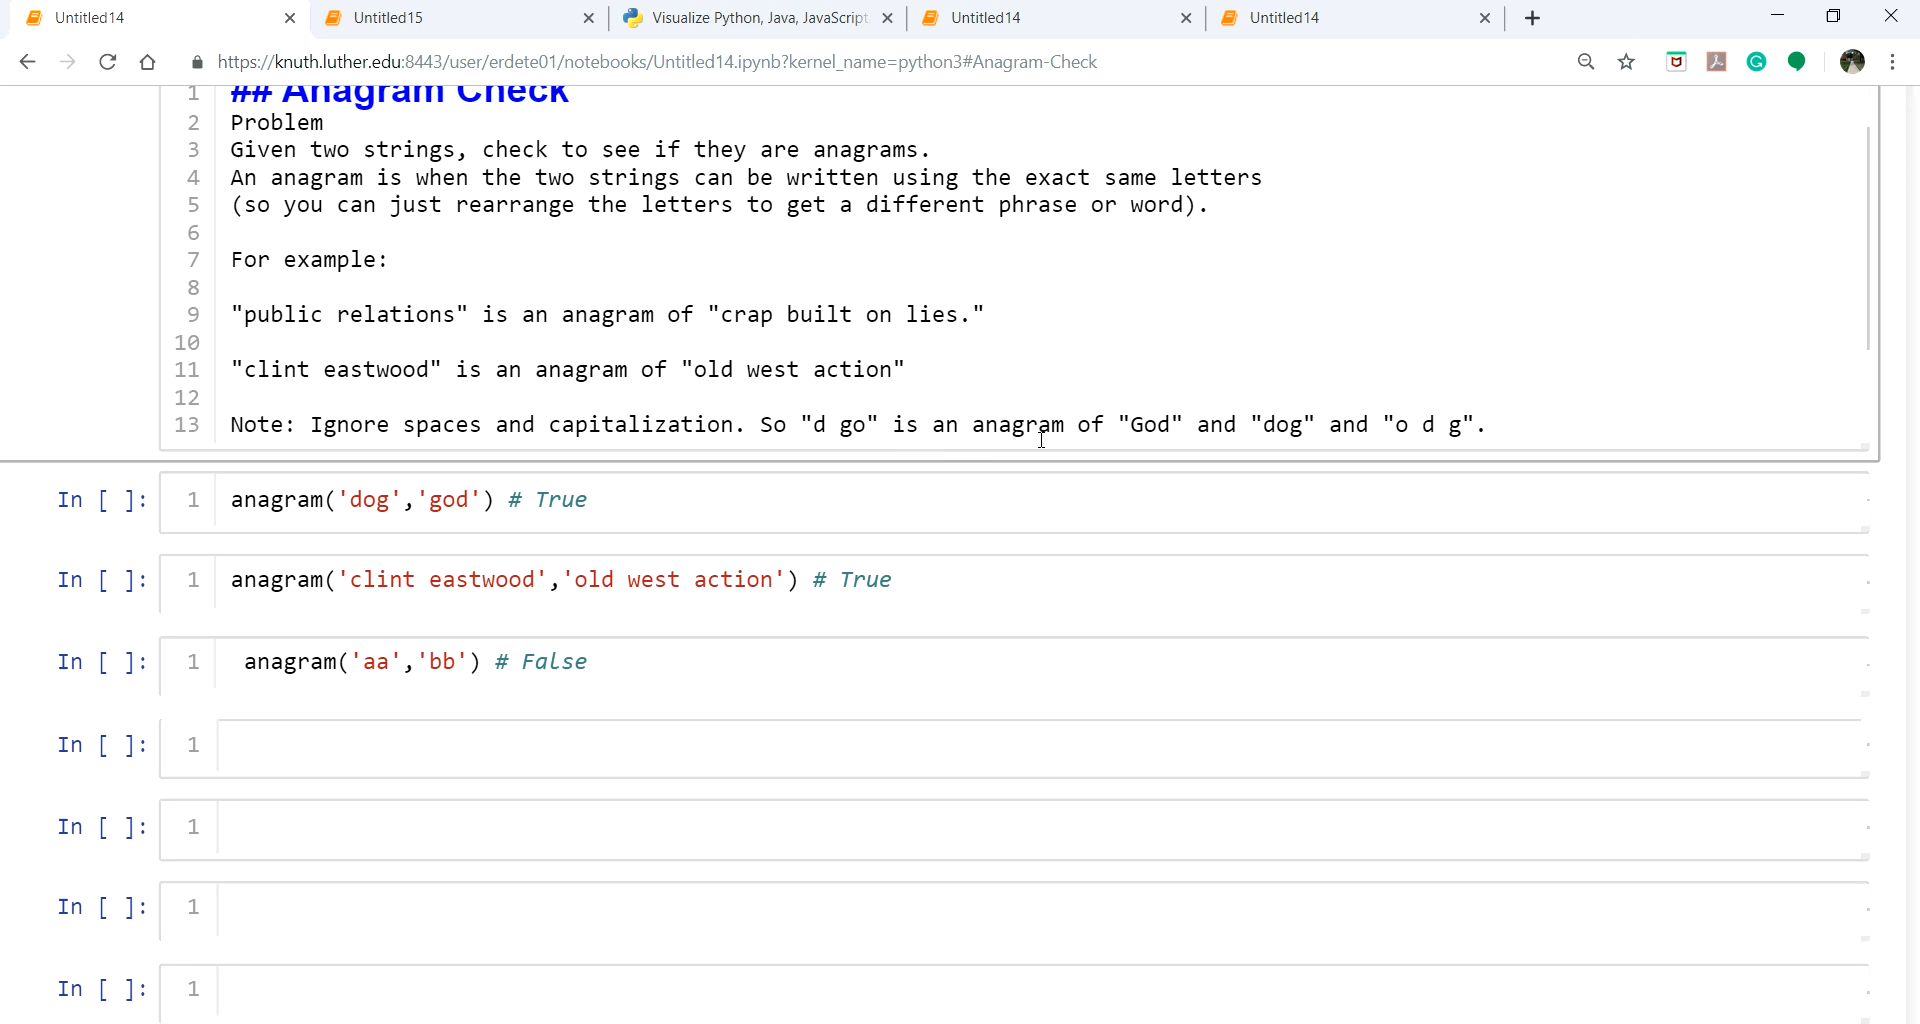 Untitled14
Untitled15
Visualize Python, Java, JavaScript,
Untitled14
Untitled14
https://knuth.luther.edu:8443/user/erdete01/notebooks/Untitled14.ipynb?kernel_name=python3#Anagram-Check
1 ## Anagram Check
2 Problem
3 Given two strings, check to see if they are anagrams.
4 An anagram is when the two strings can be written using the exact same letters
5 (so you can just rearrange the letters to get a different phrase or word).
6
7 For example:
8
9 "public relations" is an anagram of "crap built on lies."
10
11 "clint eastwood" is an anagram of "old west action"
12
13 Note: Ignore spaces and capitalization. So "d go" is an anagram of "God" and "dog" and "o d g".
In [ ]: 1 anagram('dog','god') # True
In [ ]: 1 anagram('clint eastwood','old west action') # True
In [ ]: 1 anagram('aa','bb') # False
In [ ]: 1
In [ ]: 1
In [ ]: 1
In [ ]: 1